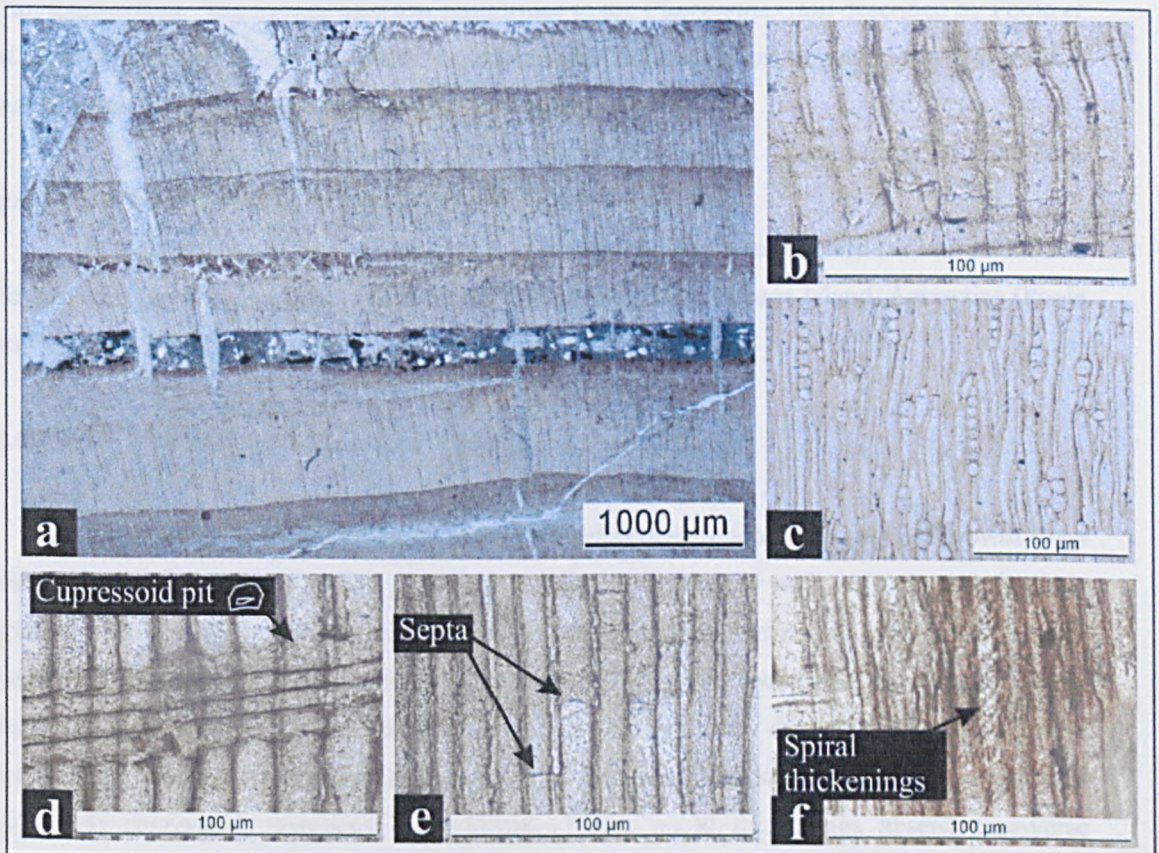 a
1000 µm
b
100 µm
c
100 µm
Cupressoid pit
d
100 µm
Septa
e
100 µm
Spiral
thickenings
f
100 µm